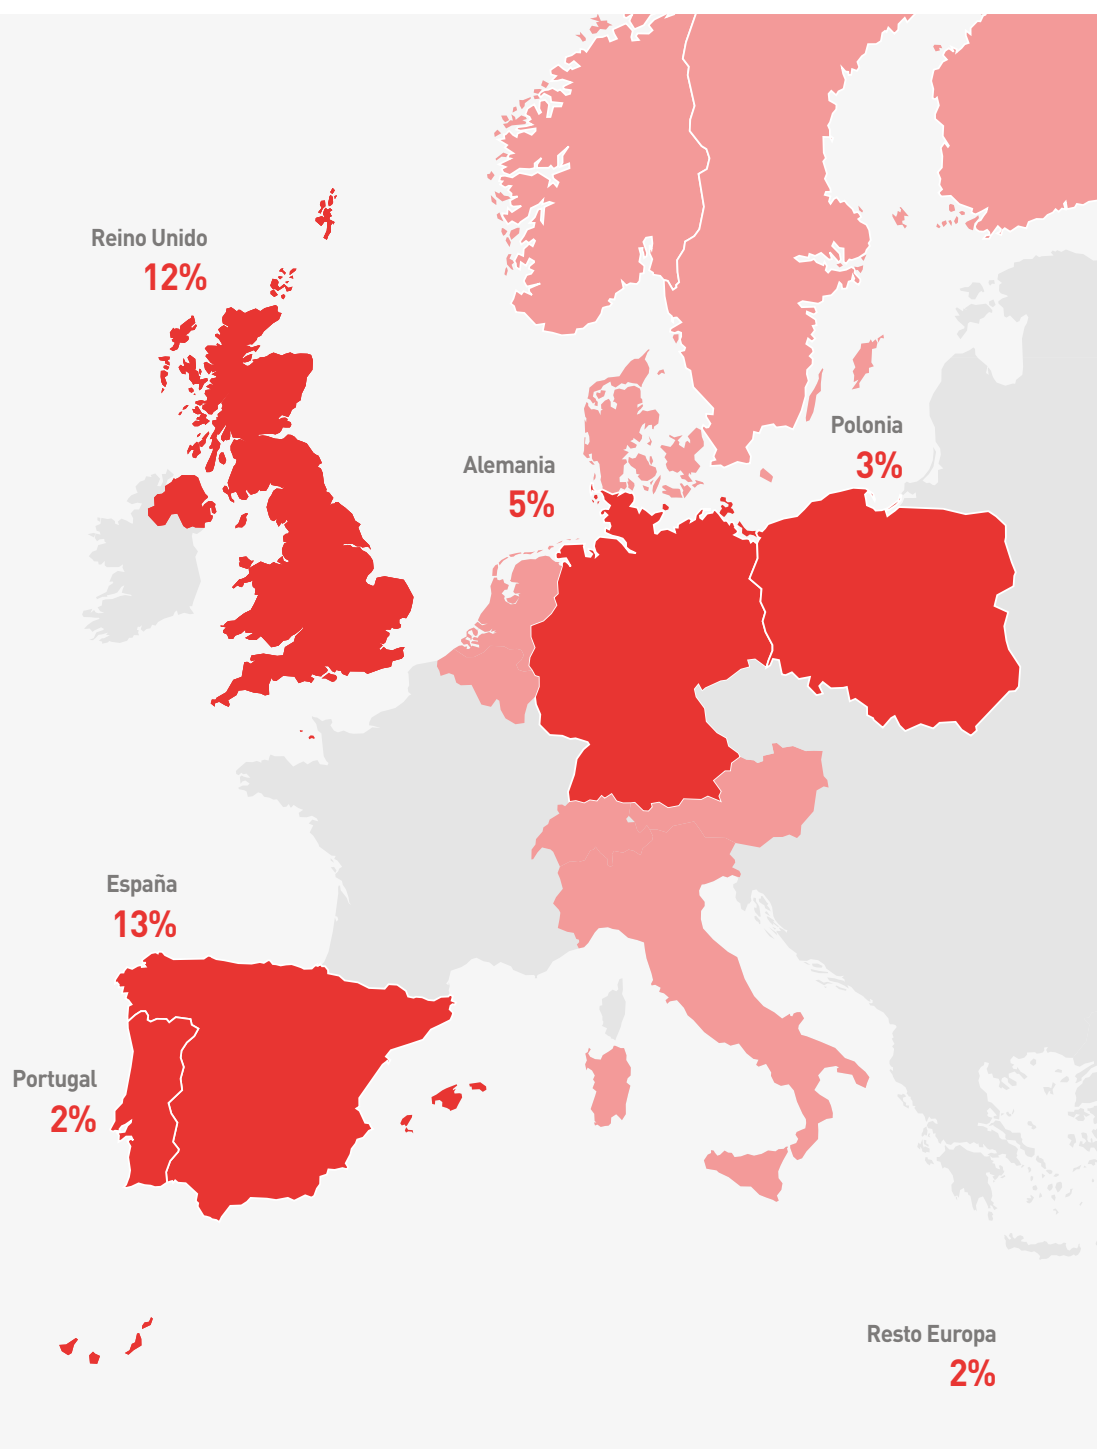 Reino Unido
12%
Polonia
3%
Alemania
5%
España
13%
Portugal
2%
Resto Europa
2%